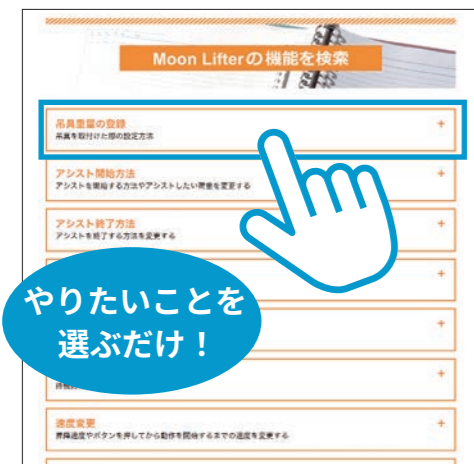 Moon Lifterの機能を検索
吊具重量の登録
吊具を取付けた際の設定方法
アシスト開始方法
アシストを開始する方法やアシストしたい荷重を変更する
アシスト終了方法
アシストを終了する方法を変更する
やりたいことを
選ぶだけ！
速度変更
昇降速度やボタンを押してから動作を開始するまでの速度を変更する